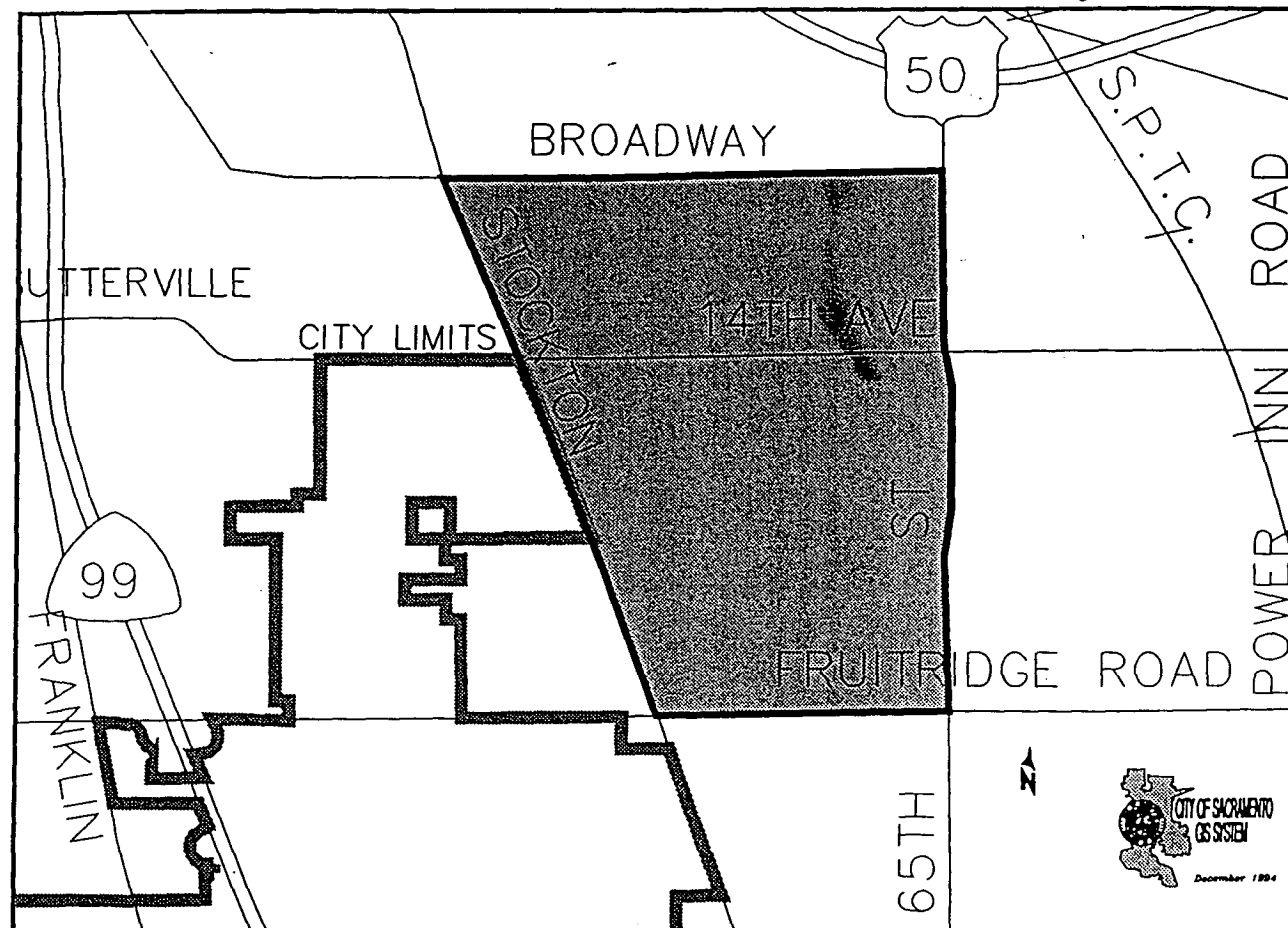 50
S.P.T.C.
BROADWAY
ROAD
STOCKTON
UTTERVILLE
14TH AVE
CITY LIMITS
INN
ST
99
FRANKLIN
FRUITRIDGE ROAD
POWER
N
65TH
CITY OF SACRAMENTO
GIS SYSTEM
December 1994